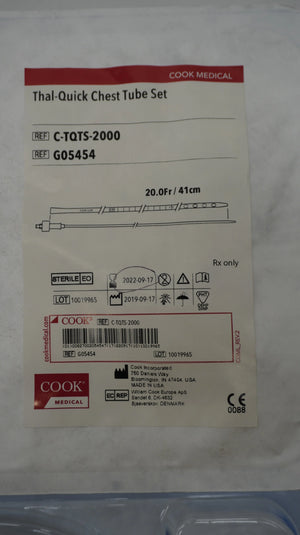 COOK MEDICAL
Thal-Quick Chest Tube Set
REF C-TQTS-2000
REF G05454
20.0Fr / 41cm
Rx only
STERILE EO 2022-09-17
LOT 10019965 2019-09-17
COOK REF C-TQTS-2000
cookmedical.com
REF G05454 LOT 10019965
COOK
MEDICAL
Cook Incorporated
750 Daniels Way
Bloomington, IN 47404, U.S.A.
MADE IN USA
EC REP William Cook Europe ApS
Sandet 6, DK-4632
Bjaeverskov, DENMARK
CE
0088